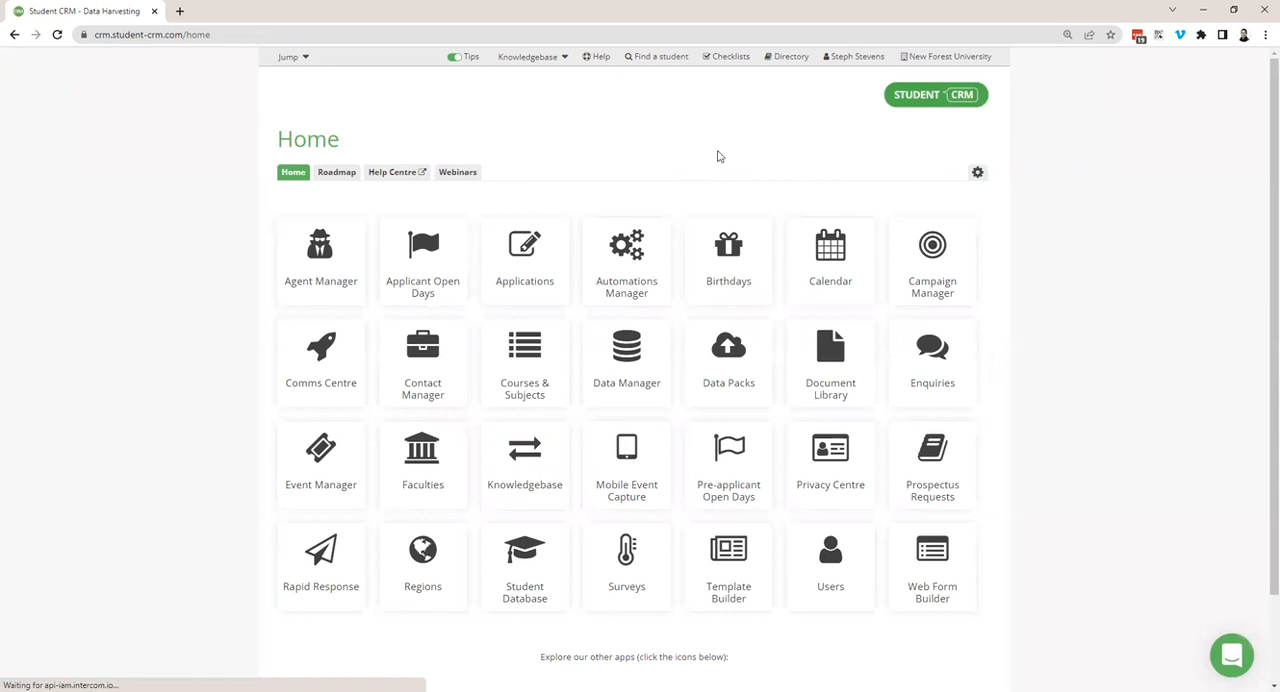 Student CRM - Data Harvesting
crm.student-crm.com/home
19
Jump
Tips
Knowledgebase
Help
Find a student
Checklists
Directory
Steph Stevens
New Forest University
STUDENT CRM
Home
Home
Roadmap
Help Centre
Webinars
Agent Manager
Applicant Open
Days
Applications
Automations
Manager
Birthdays
Calendar
Campaign
Manager
Comms Centre
Contact
Manager
Courses &
Subjects
Data Manager
Data Packs
Document
Library
Enquiries
Event Manager
Faculties
Knowledgebase
Mobile Event
Capture
Pre-applicant
Open Days
Privacy Centre
Prospectus
Requests
Rapid Response
Regions
Student
Database
Surveys
Template
Builder
Users
Web Form
Builder
Explore our other apps (click the icons below):
Waiting for api-iam.intercom.io...